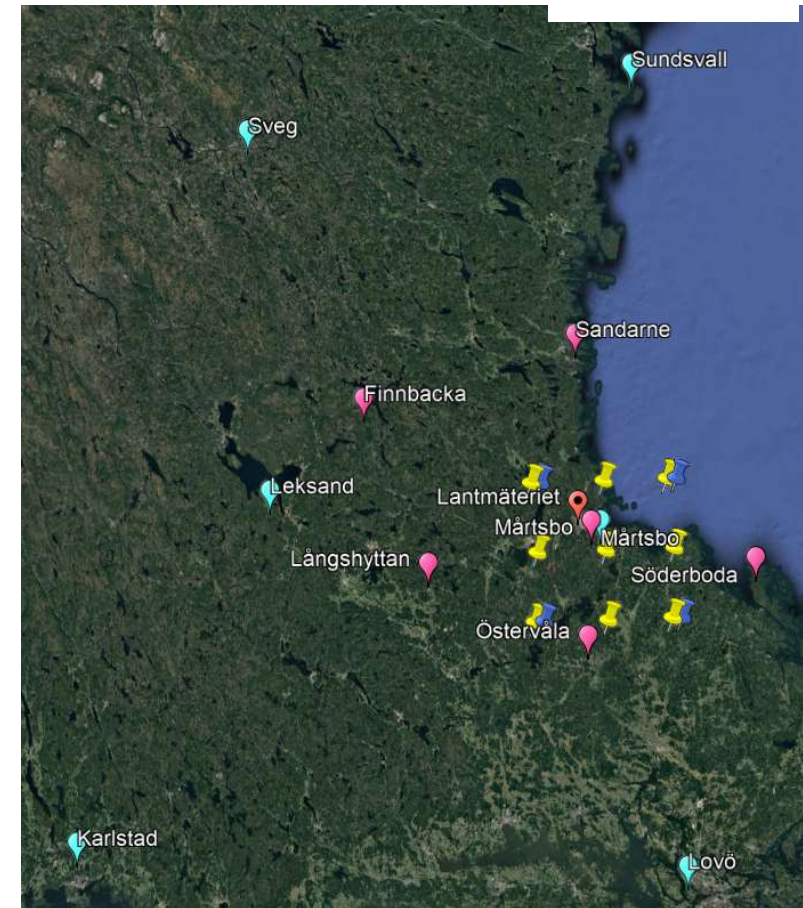 Sundsvall
Sveg
Sandarne
Finnbacka
Leksand
Lantmäteriet
Mårtsbo
Mårtsbo
Långshyttan
Söderboda
Östervåla
Karlstad
Lovö